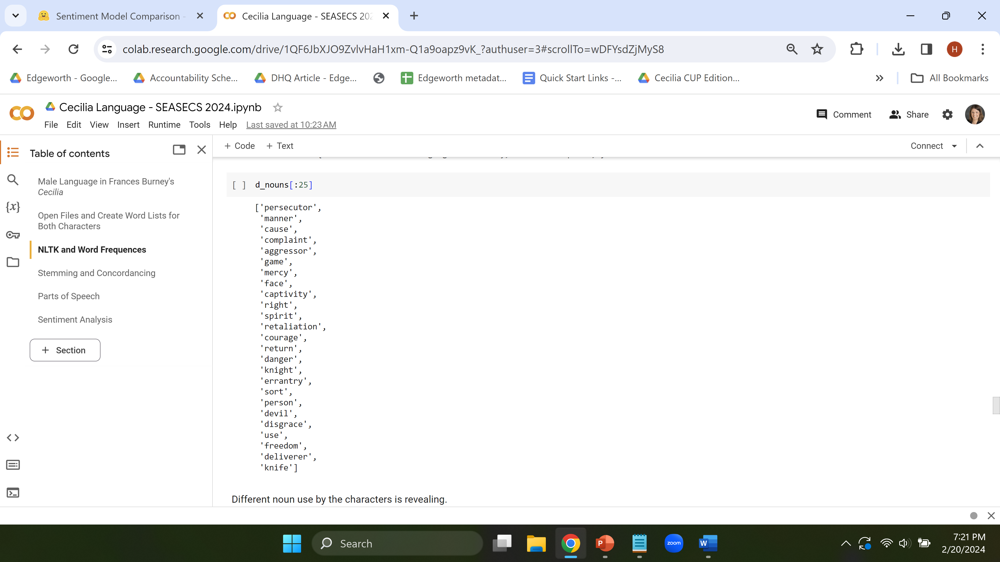 Sentiment Model Comparison -
Cecilia Language - SEASECS 202
colab.research.google.com/drive/1QF6JbXJO9ZvlvHaH1xm-Q1a9oapz9vK_?authuser=3#scrollTo=wDFYsdZjMyS8
H
Edgeworth - Google...
Accountability Sche...
DHQ Article - Edge...
Edgeworth metadat...
Quick Start Links -...
Cecilia CUP Edition...
All Bookmarks
Cecilia Language - SEASECS 2024.ipynb
File Edit View Insert Runtime Tools Help Last saved at 10:23 AM
Comment
Share
Table of contents
Male Language in Frances Burney's
Cecilia
Open Files and Create Word Lists for
Both Characters
NLTK and Word Frequences
Stemming and Concordancing
Parts of Speech
Sentiment Analysis
+ Section
+ Code + Text
Connect
[ ] d_nouns[:25]
['persecutor',
'manner',
'cause',
'complaint',
'aggressor',
'game',
'mercy',
'face',
'captivity',
'right',
'spirit',
'retaliation',
'courage',
'return',
'danger',
'knight',
'errantry',
'sort',
'person',
'devil',
'disgrace',
'use',
'freedom',
'deliverer',
'knife']
Different noun use by the characters is revealing.
Search
P
zoom
W
7:21 PM
2/20/2024